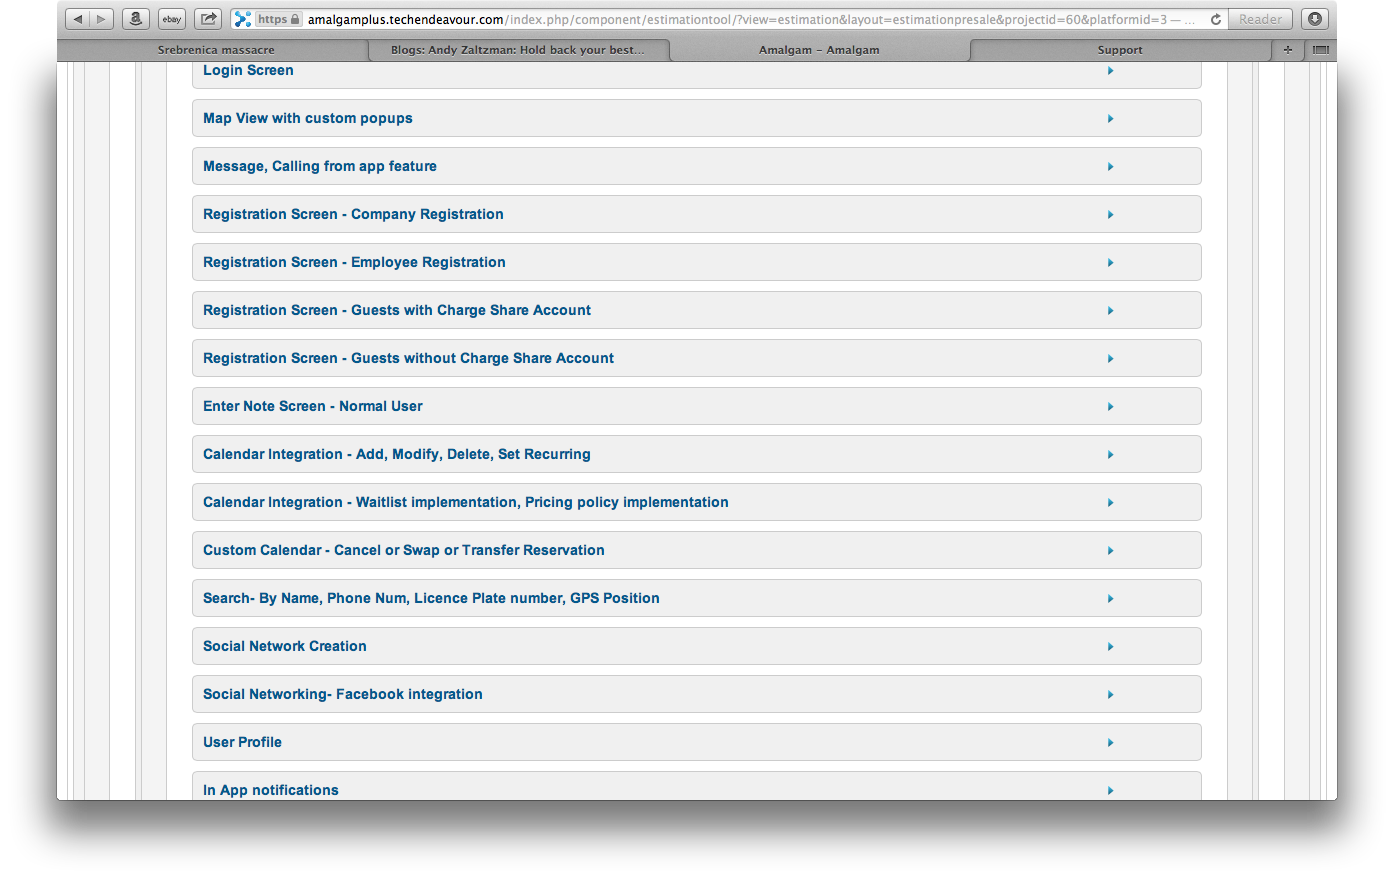 ebay
https amalgamplus.techendeavour.com/index.php/component/estimationtool/?view=estimation&layout=estimationpresale&projectid=60&platformid=3 — ...
Reader
Srebrenica massacre
Blogs: Andy Zaltzman: Hold back your best...
Amalgam – Amalgam
Support
Login Screen
Map View with custom popups
Message, Calling from app feature
Registration Screen - Company Registration
Registration Screen - Employee Registration
Registration Screen - Guests with Charge Share Account
Registration Screen - Guests without Charge Share Account
Enter Note Screen - Normal User
Calendar Integration - Add, Modify, Delete, Set Recurring
Calendar Integration - Waitlist implementation, Pricing policy implementation
Custom Calendar - Cancel or Swap or Transfer Reservation
Search- By Name, Phone Num, Licence Plate number, GPS Position
Social Network Creation
Social Networking- Facebook integration
User Profile
In App notifications